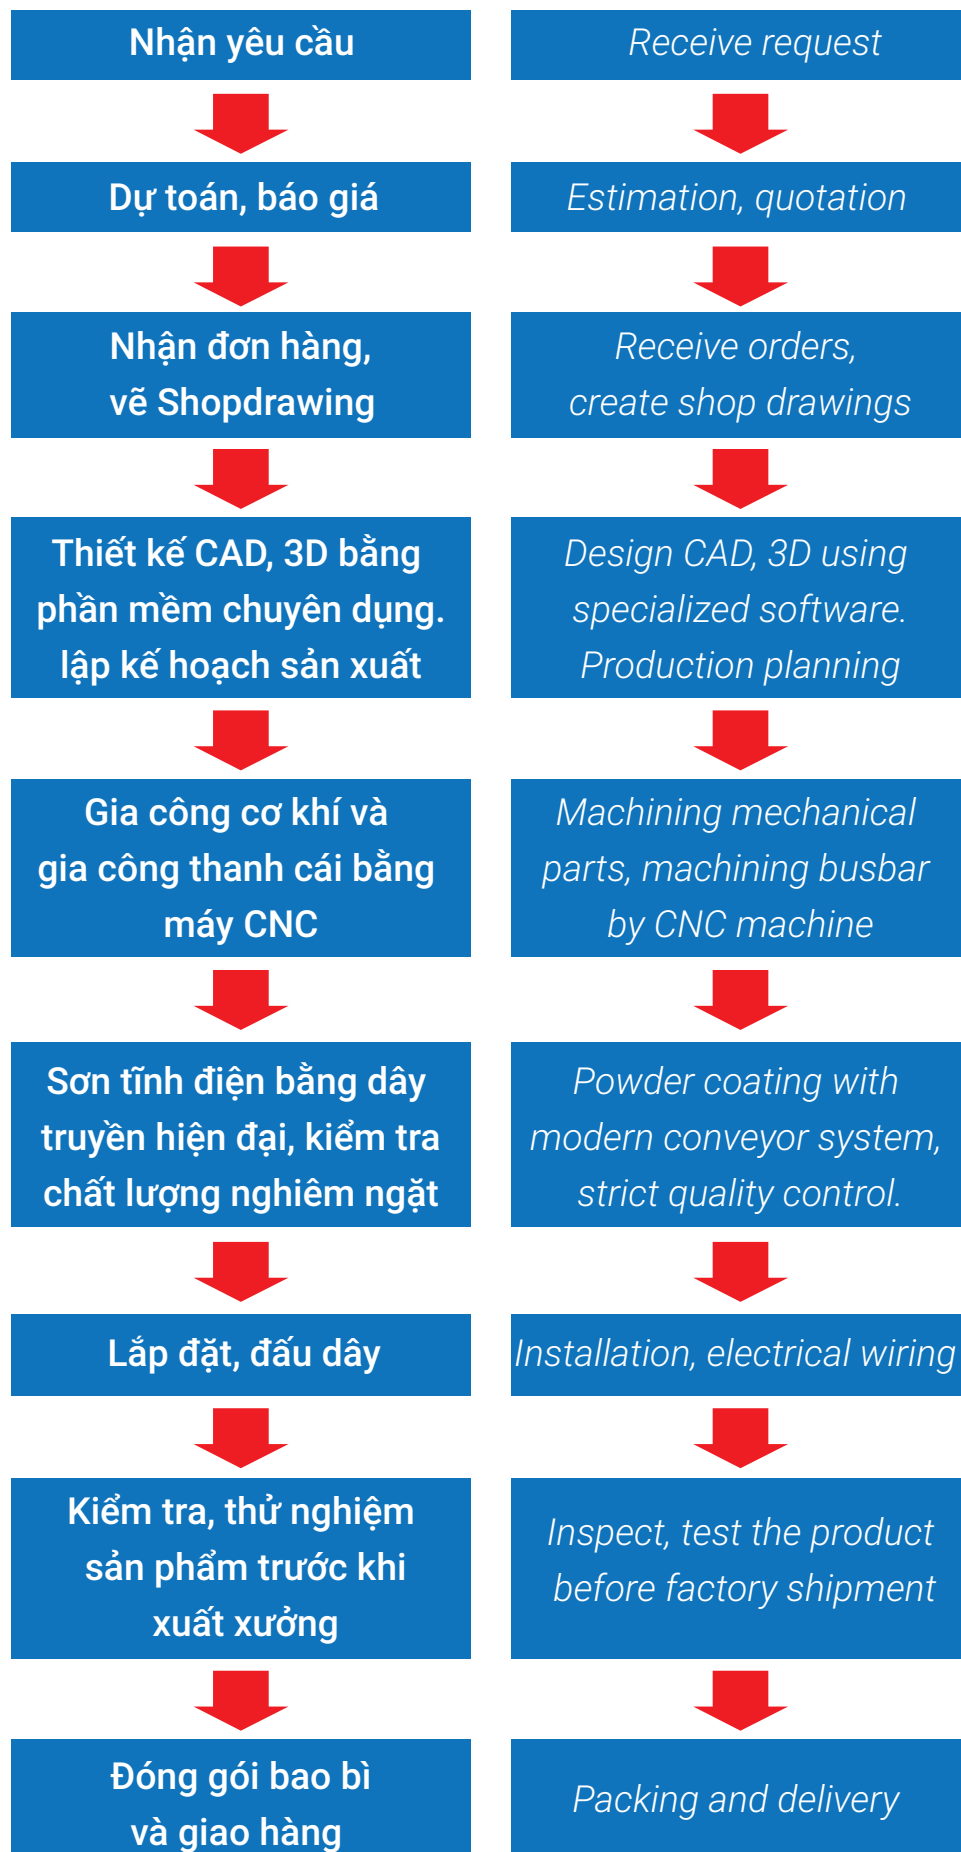 Nhận yêu cầu
Receive request
Dự toán, báo giá
Estimation, quotation
Nhận đơn hàng,
vẽ Shopdrawing
Receive orders,
create shop drawings
Thiết kế CAD, 3D bằng
phần mềm chuyên dụng.
lập kế hoạch sản xuất
Design CAD, 3D using
specialized software.
Production planning
Gia công cơ khí và
gia công thanh cái bằng
máy CNC
Machining mechanical
parts, machining busbar
by CNC machine
Sơn tĩnh điện bằng dây
truyền hiện đại, kiểm tra
chất lượng nghiêm ngặt
Powder coating with
modern conveyor system,
strict quality control.
Lắp đặt, đấu dây
Installation, electrical wiring
Kiểm tra, thử nghiệm
sản phẩm trước khi
xuất xưởng
Inspect, test the product
before factory shipment
Đóng gói bao bì
và giao hàng
Packing and delivery